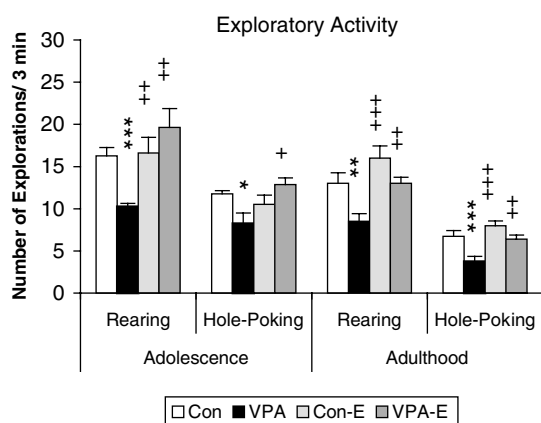 Exploratory Activity
Number of Explorations/ 3 min
30
25
20
15
10
5
0
*** ++ ++ * + ** +++ ++ *** +++ ++
Rearing Hole-Poking Rearing Hole-Poking
Adolescence Adulthood
Con VPA Con-E VPA-E